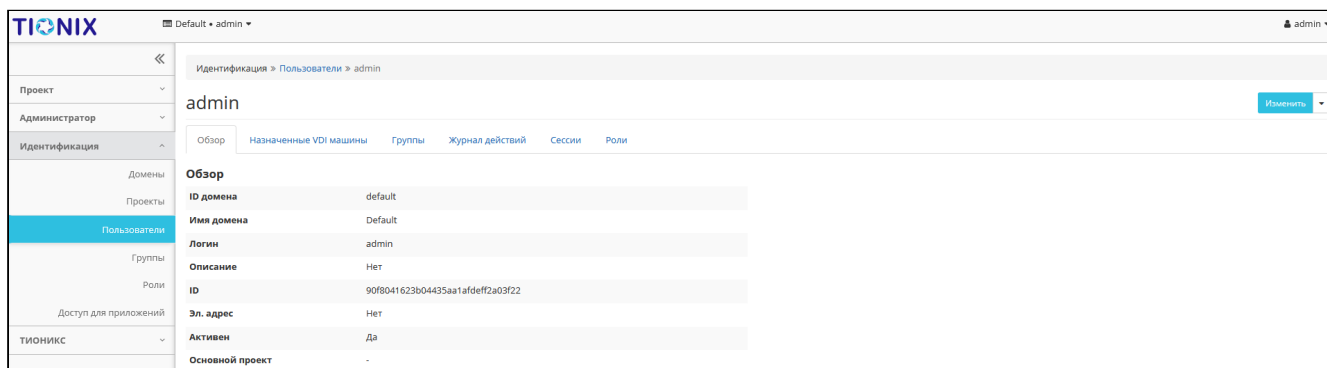 TIONIX
Default • admin
admin
Идентификация » Пользователи » admin
Проект
Администратор
Идентификация
Домены
Проекты
Пользователи
Группы
Роли
Доступ для приложений
ТИОНИКС
admin
Изменить
Обзор Назначенные VDI машины Группы Журнал действий Сессии Роли
Обзор
ID домена default
Имя домена Default
Логин admin
Описание Нет
ID 90f8041623b04435aa1afdeff2a03f22
Эл. адрес Нет
Активен Да
Основной проект -